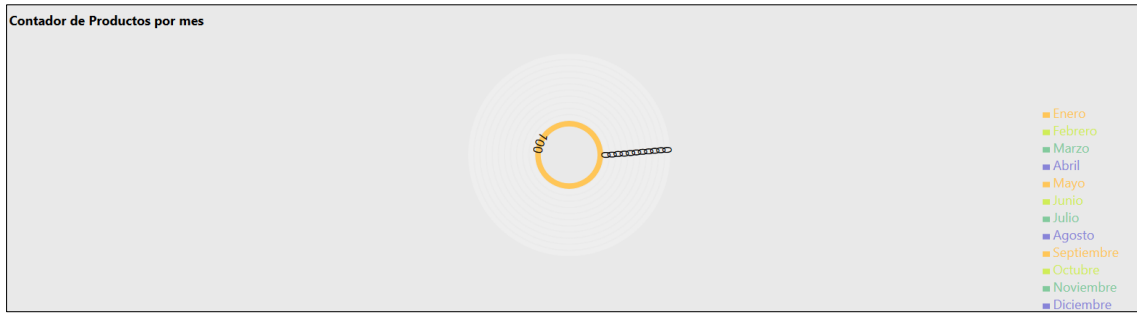 Contador de Productos por mes
100
Enero
Febrero
Marzo
Abril
Mayo
Junio
Julio
Agosto
Septiembre
Octubre
Noviembre
Diciembre